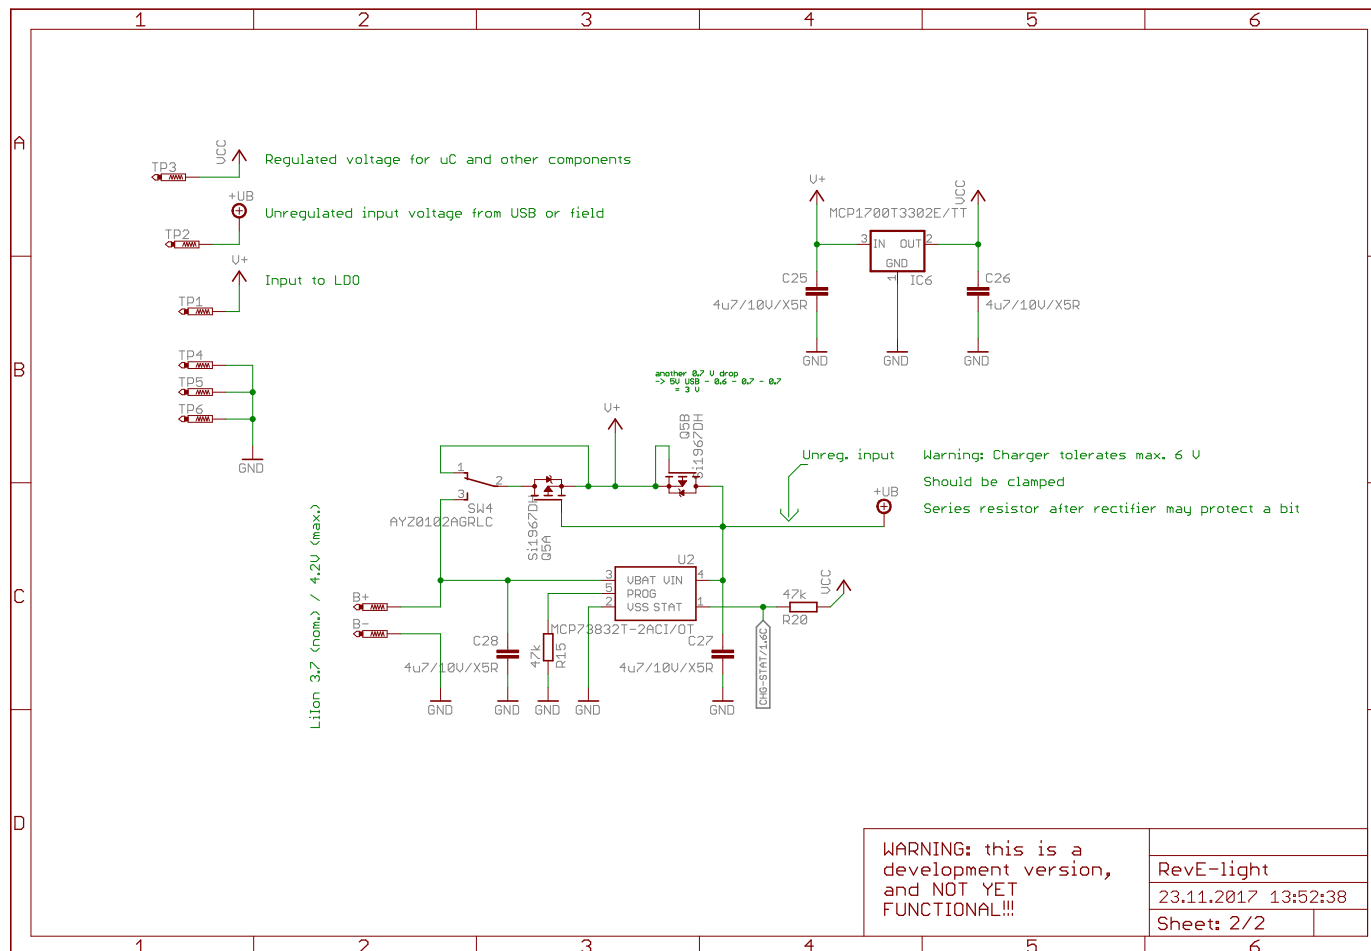 1 2 3 4 5 6
A
B
C
D
TP3
VCC
Regulated voltage for uC and other components
+UB
Unregulated input voltage from USB or field
TP2
V+
Input to LDO
TP1
TP4
TP5
TP6
GND
V+
VCC
MCP1700T3302E/TT
3 IN OUT 2
GND
1
IC6
C25
4u7/10V/X5R
C26
4u7/10V/X5R
GND GND GND
another 0.7 V drop
-> 5V USB - 0.6 - 0.7 - 0.7
= 3 V
V+
Q5B
Si1967DH
1
2
3
SW4
AYZ0102AGRLC
Si1967DH
Q5A
Unreg. input
Warning: Charger tolerates max. 6 V
Should be clamped
Series resistor after rectifier may protect a bit
+UB
LiIon 3.7 (nom.) / 4.2V (max.)
B+
B-
U2
3 VBAT VIN 4
5 PROG
2 VSS STAT 1
MCP73832T-2ACI/OT
C28
4u7/10V/X5R
47k
R15
C27
4u7/10V/X5R
CHG-STAT/1.6C
47k
R20
VCC
GND GND GND GND GND
WARNING: this is a
development version,
and NOT YET
FUNCTIONAL!!!
RevE-light
23.11.2017 13:52:38
Sheet: 2/2
1 2 3 4 5 6